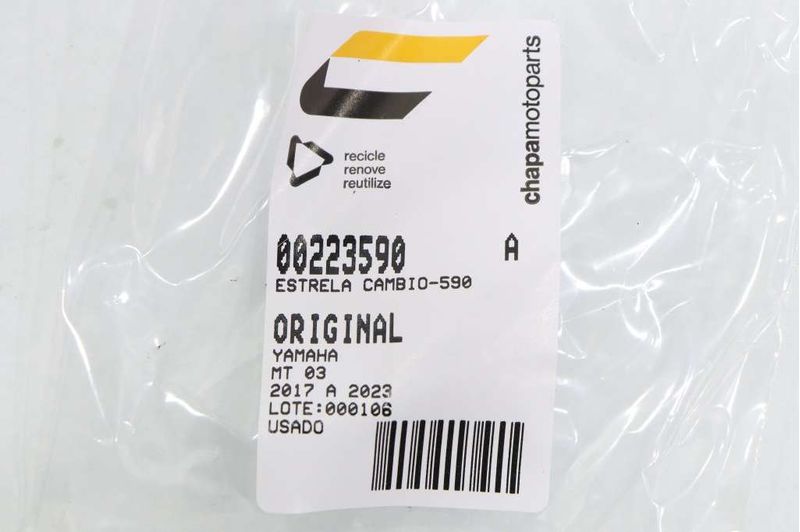 chapamotoparts
recicle
renove
reutilize
00223590 A
ESTRELA CAMBIO-590
ORIGINAL
YAMAHA
MT 03
2017 A 2023
LOTE:000106
USADO